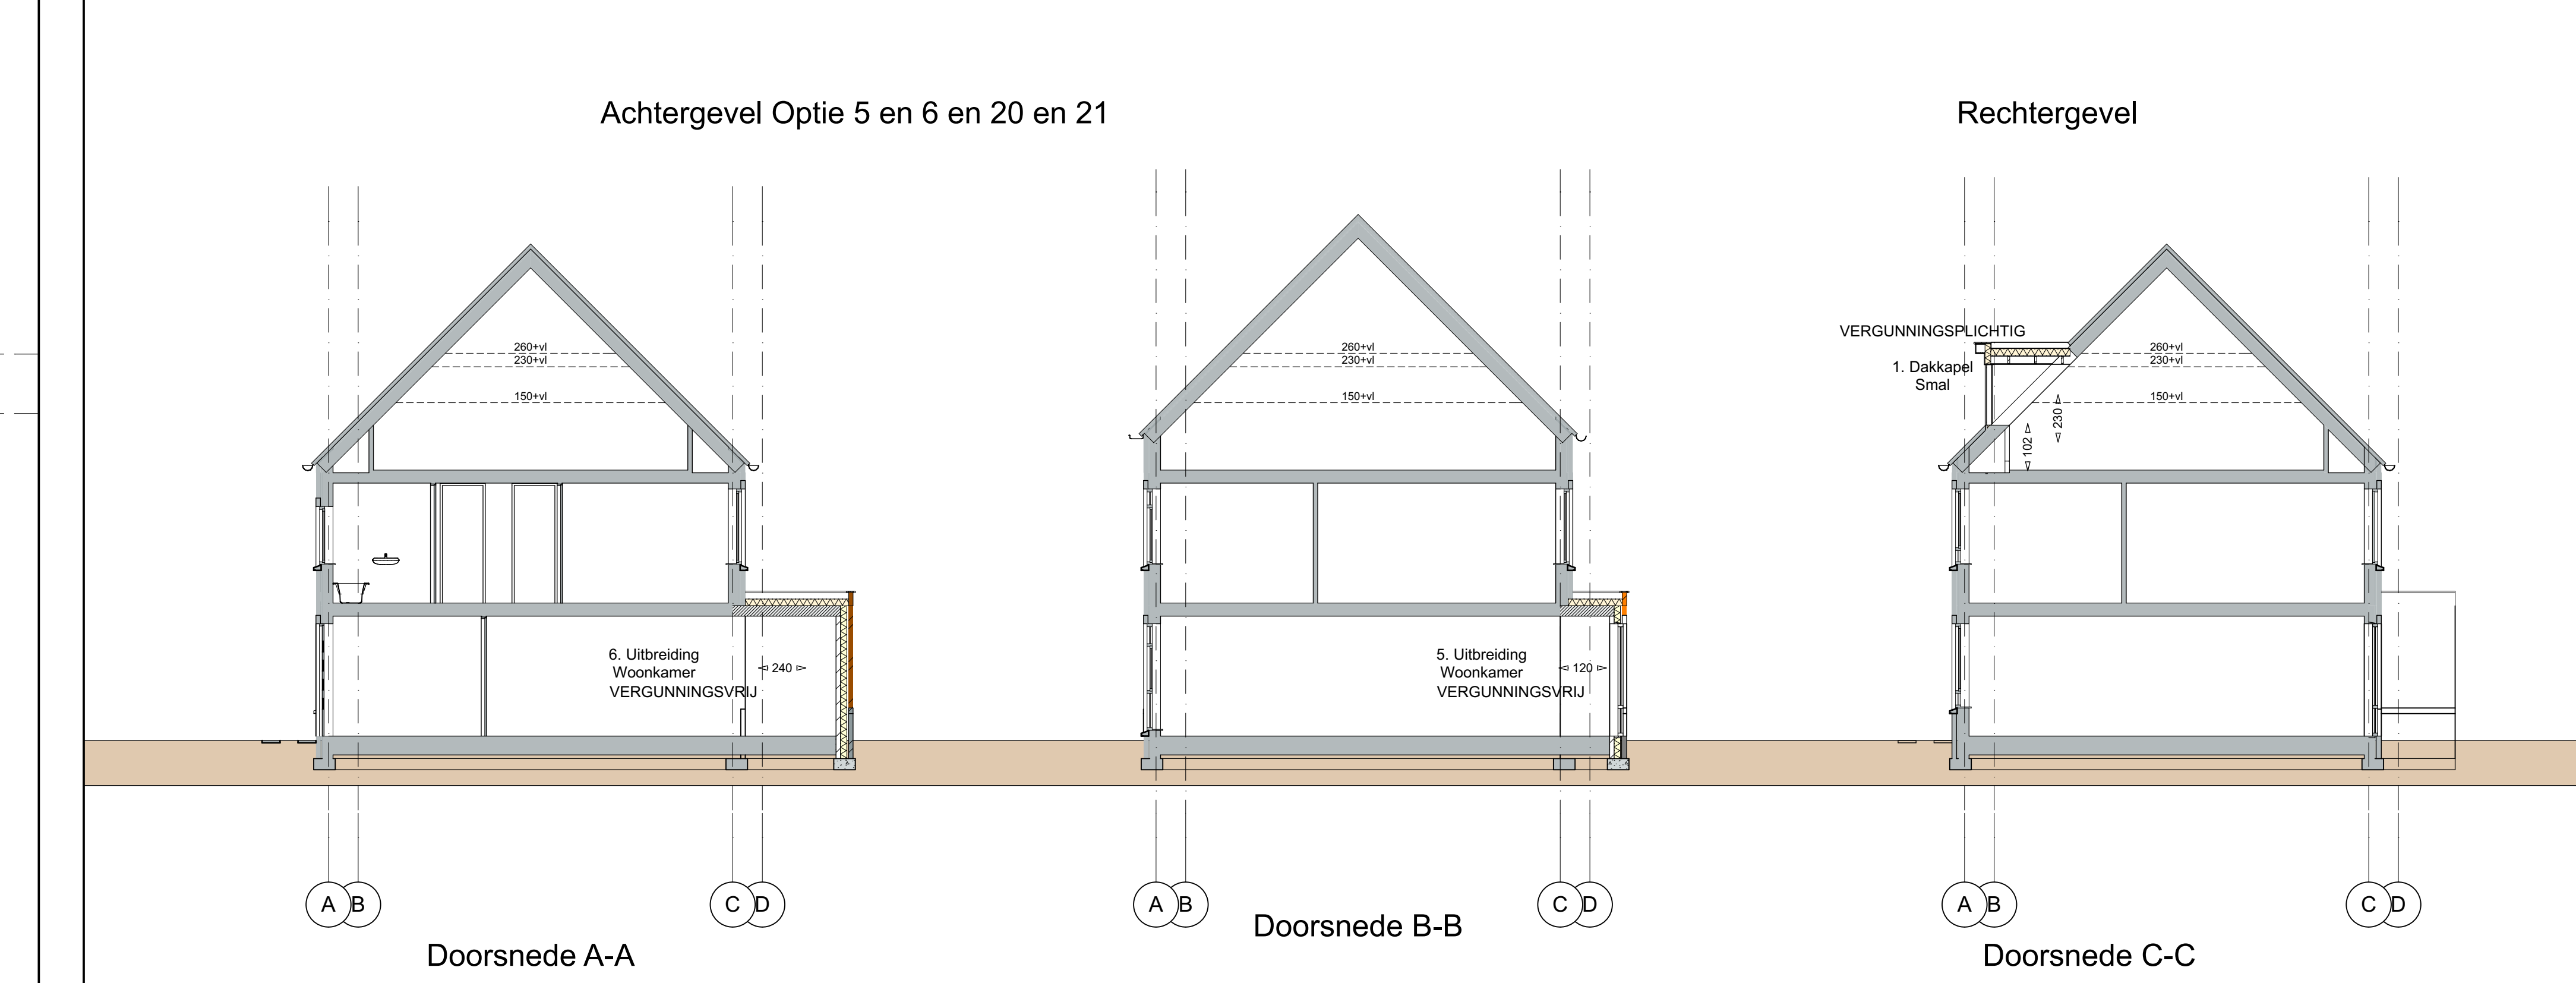 Achtergevel Optie 5 en 6 en 20 en 21
Rechtergevel
260+vl
230+vl
150+vl
6. Uitbreiding
Woonkamer
VERGUNNINGSVRIJ
240
A
B
C
D
Doorsnede A-A
260+vl
230+vl
150+vl
5. Uitbreiding
Woonkamer
VERGUNNINGSVRIJ
120
A
B
C
D
Doorsnede B-B
VERGUNNINGSPLICHTIG
1. Dakkapel
Smal
260+vl
230+vl
150+vl
230
102
A
B
C
D
Doorsnede C-C